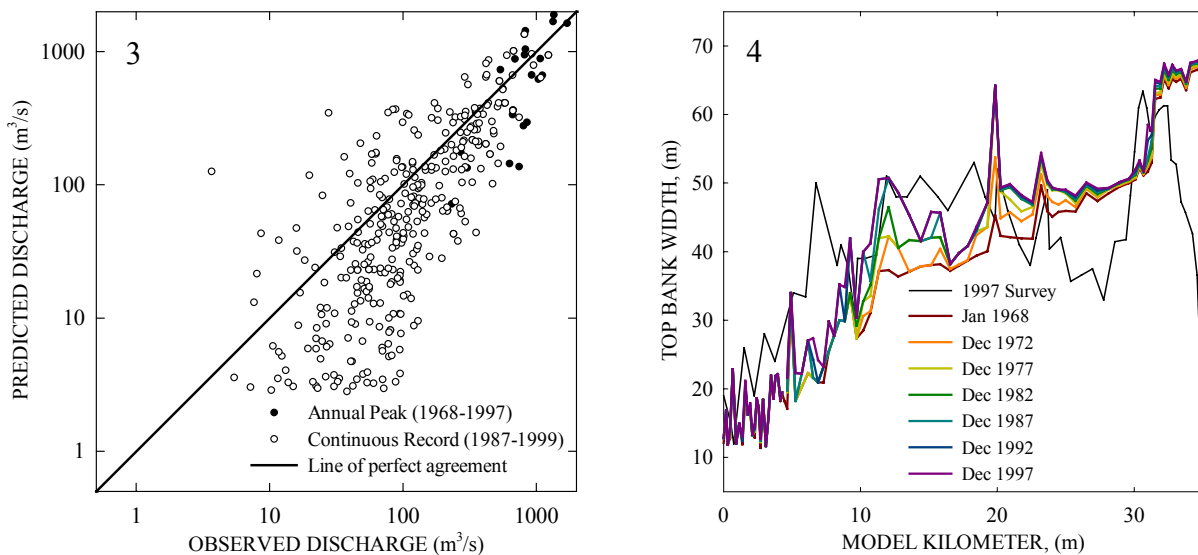 3
PREDICTED DISCHARGE (m³/s)
1000
100
10
1
Annual Peak (1968-1997)
Continuous Record (1987-1999)
Line of perfect agreement
1 10 100 1000
OBSERVED DISCHARGE (m³/s)
4
TOP BANK WIDTH, (m)
70
60
50
40
30
20
10
1997 Survey
Jan 1968
Dec 1972
Dec 1977
Dec 1982
Dec 1987
Dec 1992
Dec 1997
0 10 20 30
MODEL KILOMETER, (m)